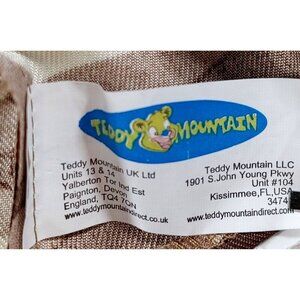 TEDDY MOUNTAIN
Teddy Mountain UK Ltd
Units 13 & 14
Yalberton Tor Ind Est
Paignton, Devon
England, TQ4 7QN
www.teddymountaindirect.co.uk
Teddy Mountain LLC
1901 S.John Young Pkwy
Unit #104
Kissimmee,FL,USA
3474
www.teddymountaindirect.com